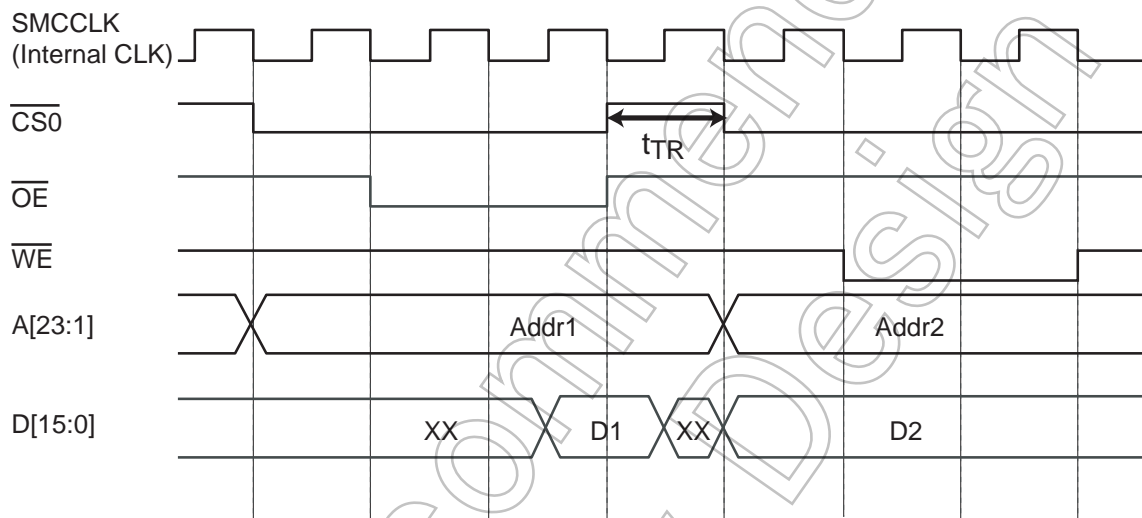 SMCCLK
(Internal CLK)
CS0
tTR
OE
WE
A[23:1]
Addr1
Addr2
D[15:0]
XX
D1
XX
D2